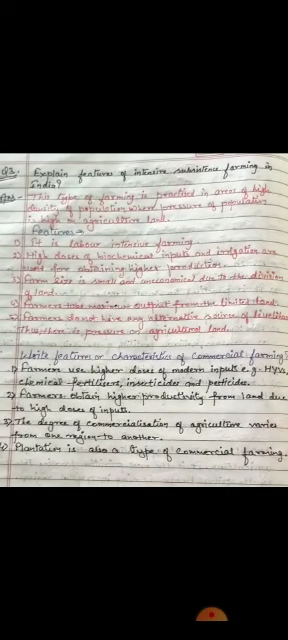 Q3. Explain features of intensive subsistence farming in
India?
Ans:- This type of farming is practised in areas of high
density of population where pressure of population
is high on agriculture land.
Features:-
1) It is labour intensive farming.
2) High doses of biochemical inputs and irrigation are
used for obtaining higher production.
3) Farm size is small and uneconomical due to the division
of land.
4) Farmers take maximum output from the limited land.
5) Farmers do not have any alternative source of
Thus, there is pressure on agricultural land.
Write features or characteristics of Commercial farming?
1) Farmers use higher doses of modern inputs e.g. HYVs,
chemical fertilisers, insecticides and pesticides.
2) Farmers obtain higher productivity from land due
to high doses of inputs.
3) The degree of commercialisation of agriculture varies
from one region to another.
4) Plantation is also a type of commercial farming.